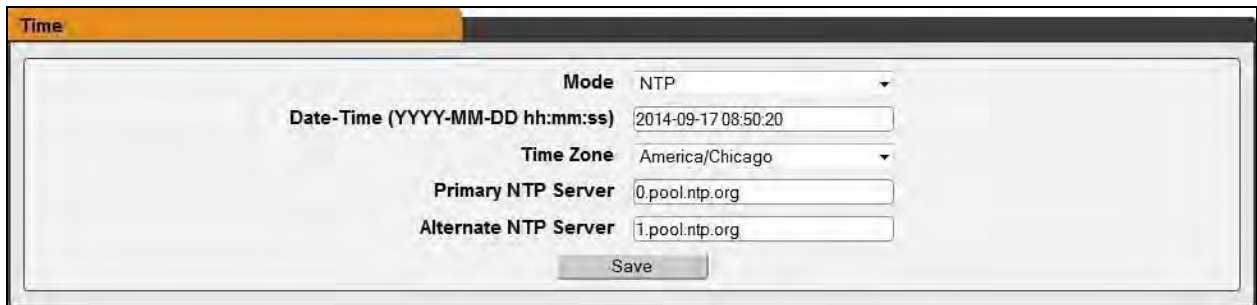 Time
Mode NTP
Date-Time (YYYY-MM-DD hh:mm:ss) 2014-09-17 08:50:20
Time Zone America/Chicago
Primary NTP Server 0.pool.ntp.org
Alternate NTP Server 1.pool.ntp.org
Save